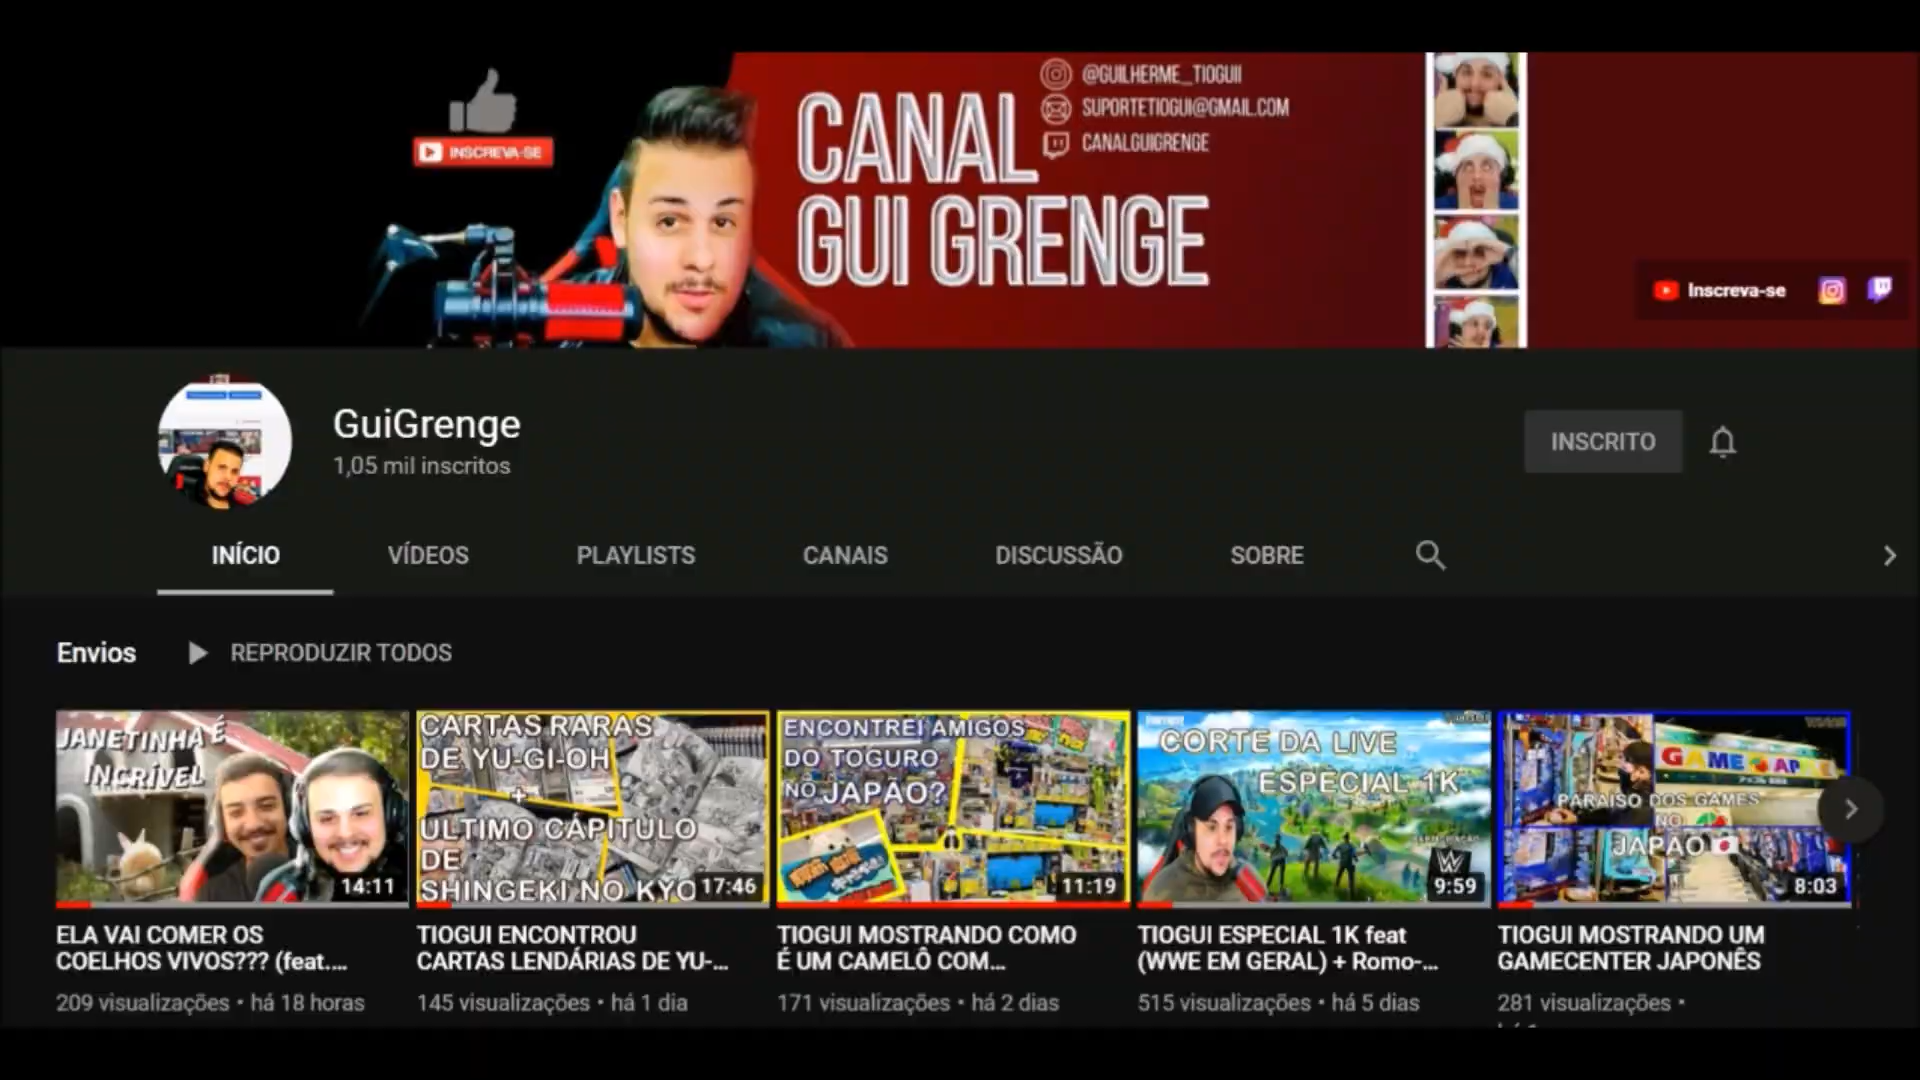 @GUILHERME_TIOGUII
SUPORTETIOGUI@GMAIL.COM
CANALGUIGRENGE
INSCREVA-SE
CANAL
GUI GRENGE
Inscreva-se
GuiGrenge
1,05 mil inscritos
INSCRITO
INÍCIO VÍDEOS PLAYLISTS CANAIS DISCUSSÃO SOBRE
Envios REPRODUZIR TODOS
JANETINHA É
INCRÍVEL
14:11
CARTAS RARAS
DE YU-GI-OH
+
ULTIMO CÁPITULO
DE
SHINGEKI NO KYO
17:46
ENCONTREI AMIGOS
DO TOGURO
NO JAPÃO?
11:19
CORTE DA LIVE
ESPECIAL 1K
9:59
PARAISO DOS GAMES
NO
JAPÃO
8:03
ELA VAI COMER OS
COELHOS VIVOS??? (feat....
209 visualizações • há 18 horas
TIOGUI ENCONTROU
CARTAS LENDÁRIAS DE YU-...
145 visualizações • há 1 dia
TIOGUI MOSTRANDO COMO
É UM CAMELÔ COM...
171 visualizações • há 2 dias
TIOGUI ESPECIAL 1K feat
(WWE EM GERAL) + Romo-...
515 visualizações • há 5 dias
TIOGUI MOSTRANDO UM
GAMECENTER JAPONÊS
281 visualizações •